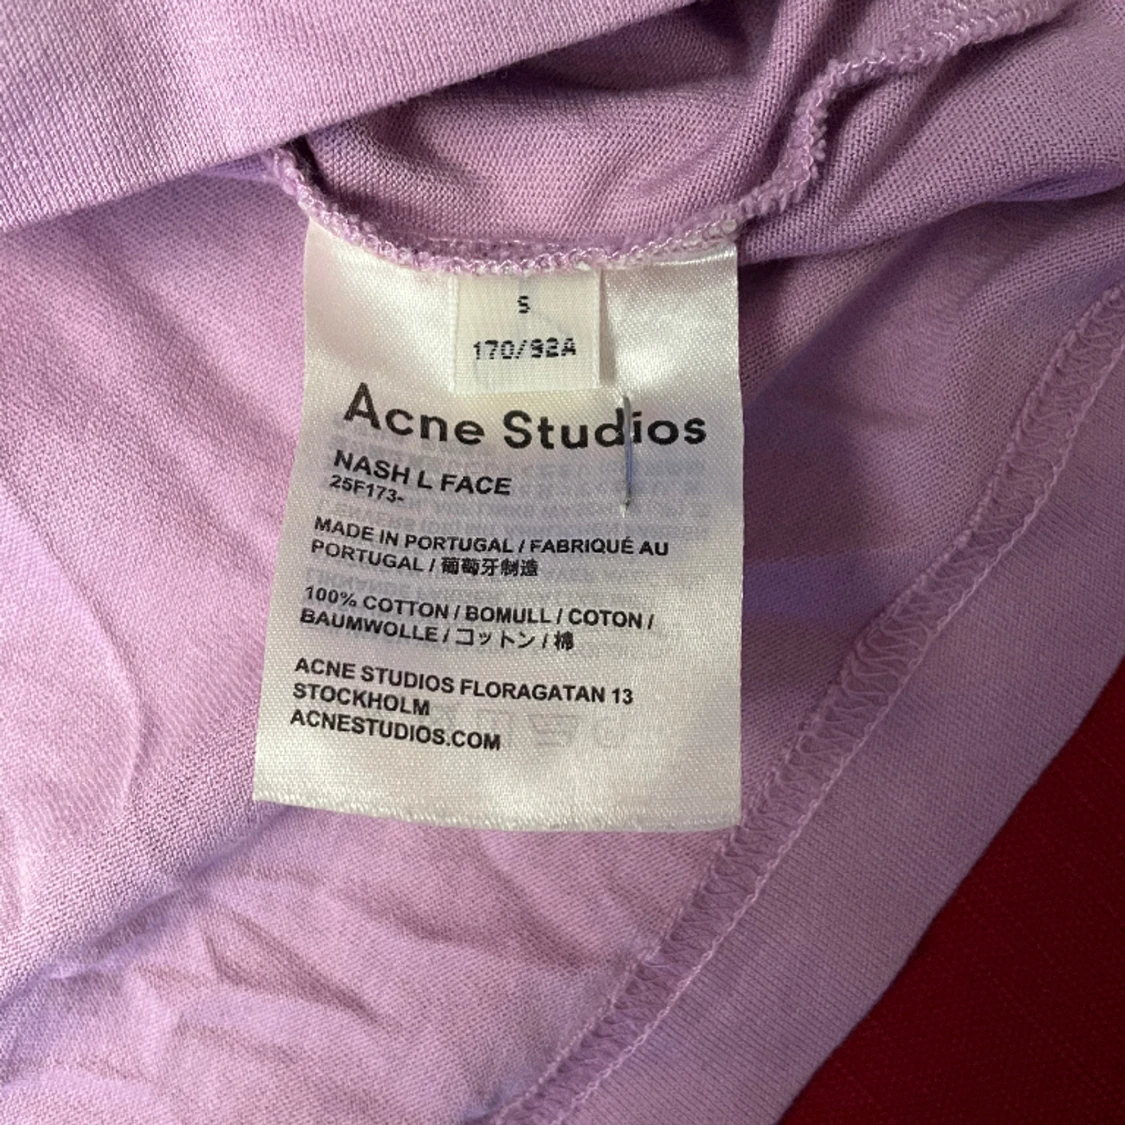 S
170/92A
Acne Studios
NASH L FACE
25F173-
MADE IN PORTUGAL / FABRIQUÉ AU
PORTUGAL / 葡萄牙制造
100% COTTON / BOMULL / COTON /
BAUMWOLLE / コットン / 棉
ACNE STUDIOS FLORAGATAN 13
STOCKHOLM
ACNESTUDIOS.COM